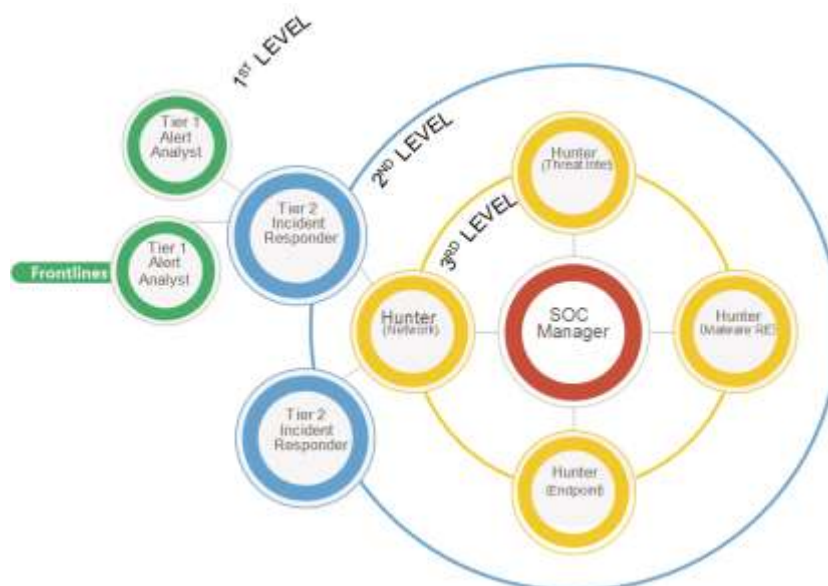 1ST LEVEL
2ND LEVEL
3RD LEVEL
Tier 1
Alert
Analyst
Tier 2
Incident
Responder
Frontlines
Tier 1
Alert
Analyst
Tier 2
Incident
Responder
Hunter
(Threat Inte)
Hunter
(Network)
SOC
Manager
Hunter
(Malware RE)
Hunter
(Endpoint)